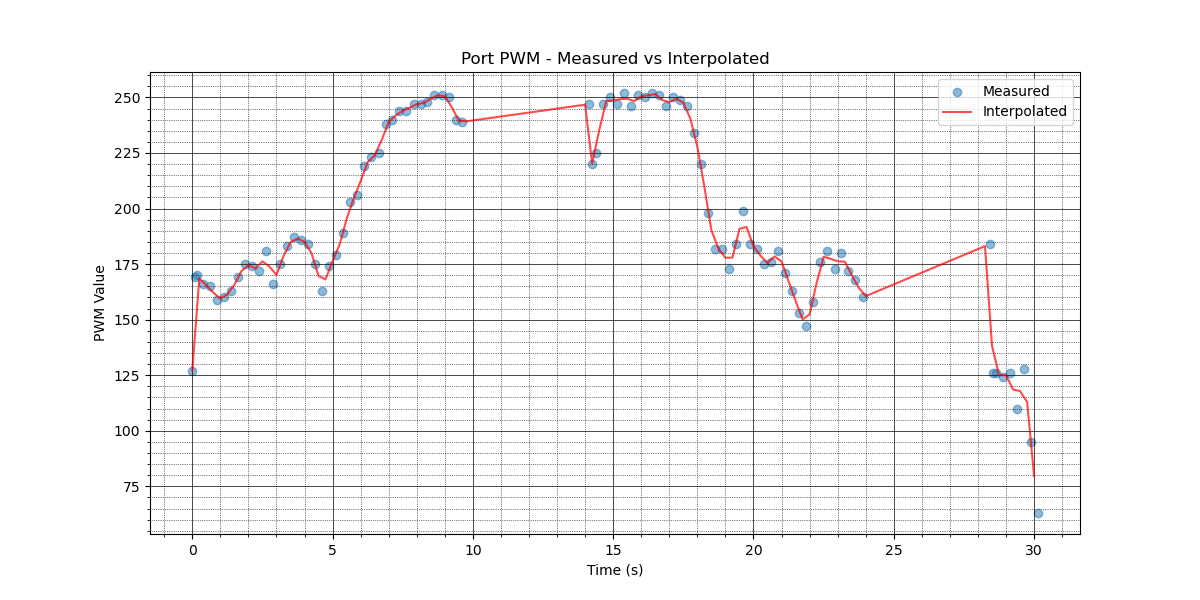 Port PWM - Measured vs Interpolated
Measured
Interpolated
PWM Value
250
225
200
175
150
125
100
75
0 5 10 15 20 25 30
Time (s)